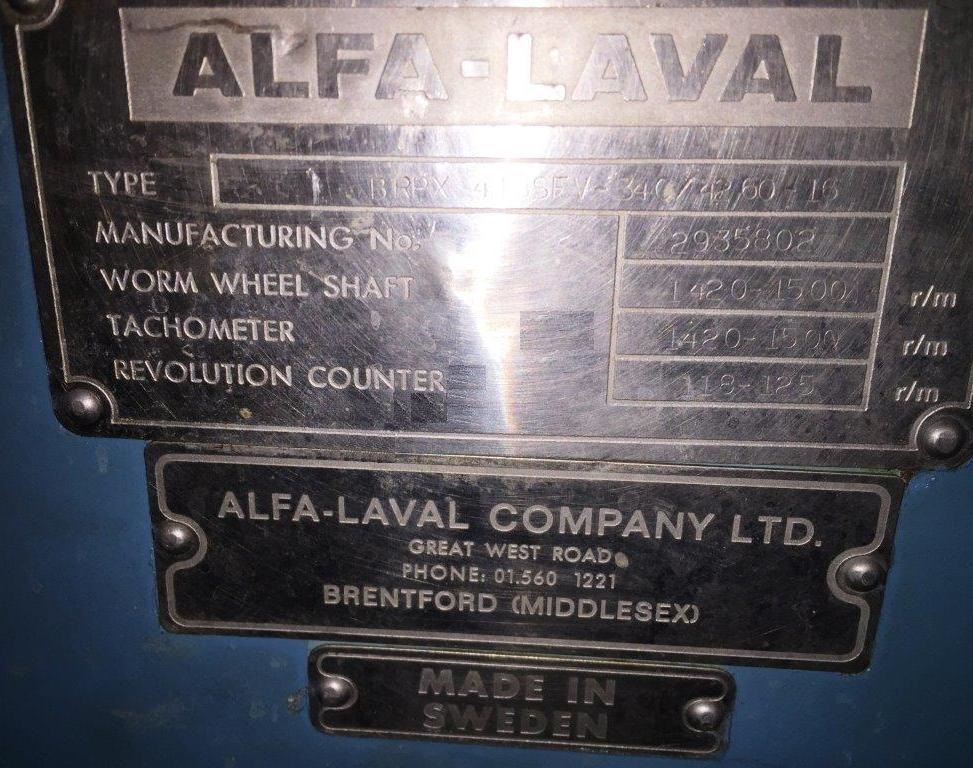 ALFA-LAVAL
TYPE BRPX
MANUFACTURING No. 2935802
WORM WHEEL SHAFT 1420-1500 r/m
TACHOMETER 1420-1500 r/m
REVOLUTION COUNTER 118-125 r/m
ALFA-LAVAL COMPANY LTD.
GREAT WEST ROAD
PHONE: 01.560 1221
BRENTFORD (MIDDLESEX)
MADE IN
SWEDEN